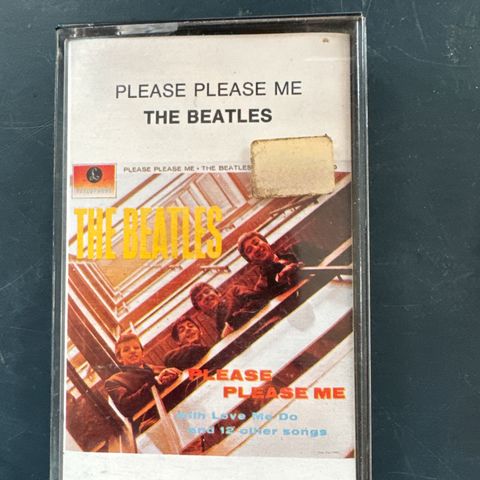 PLEASE PLEASE ME
THE BEATLES
PLEASE PLEASE ME • THE BEATLES
THE BEATLES
PLEASE
PLEASE ME
with Love Me Do
and 12 other songs